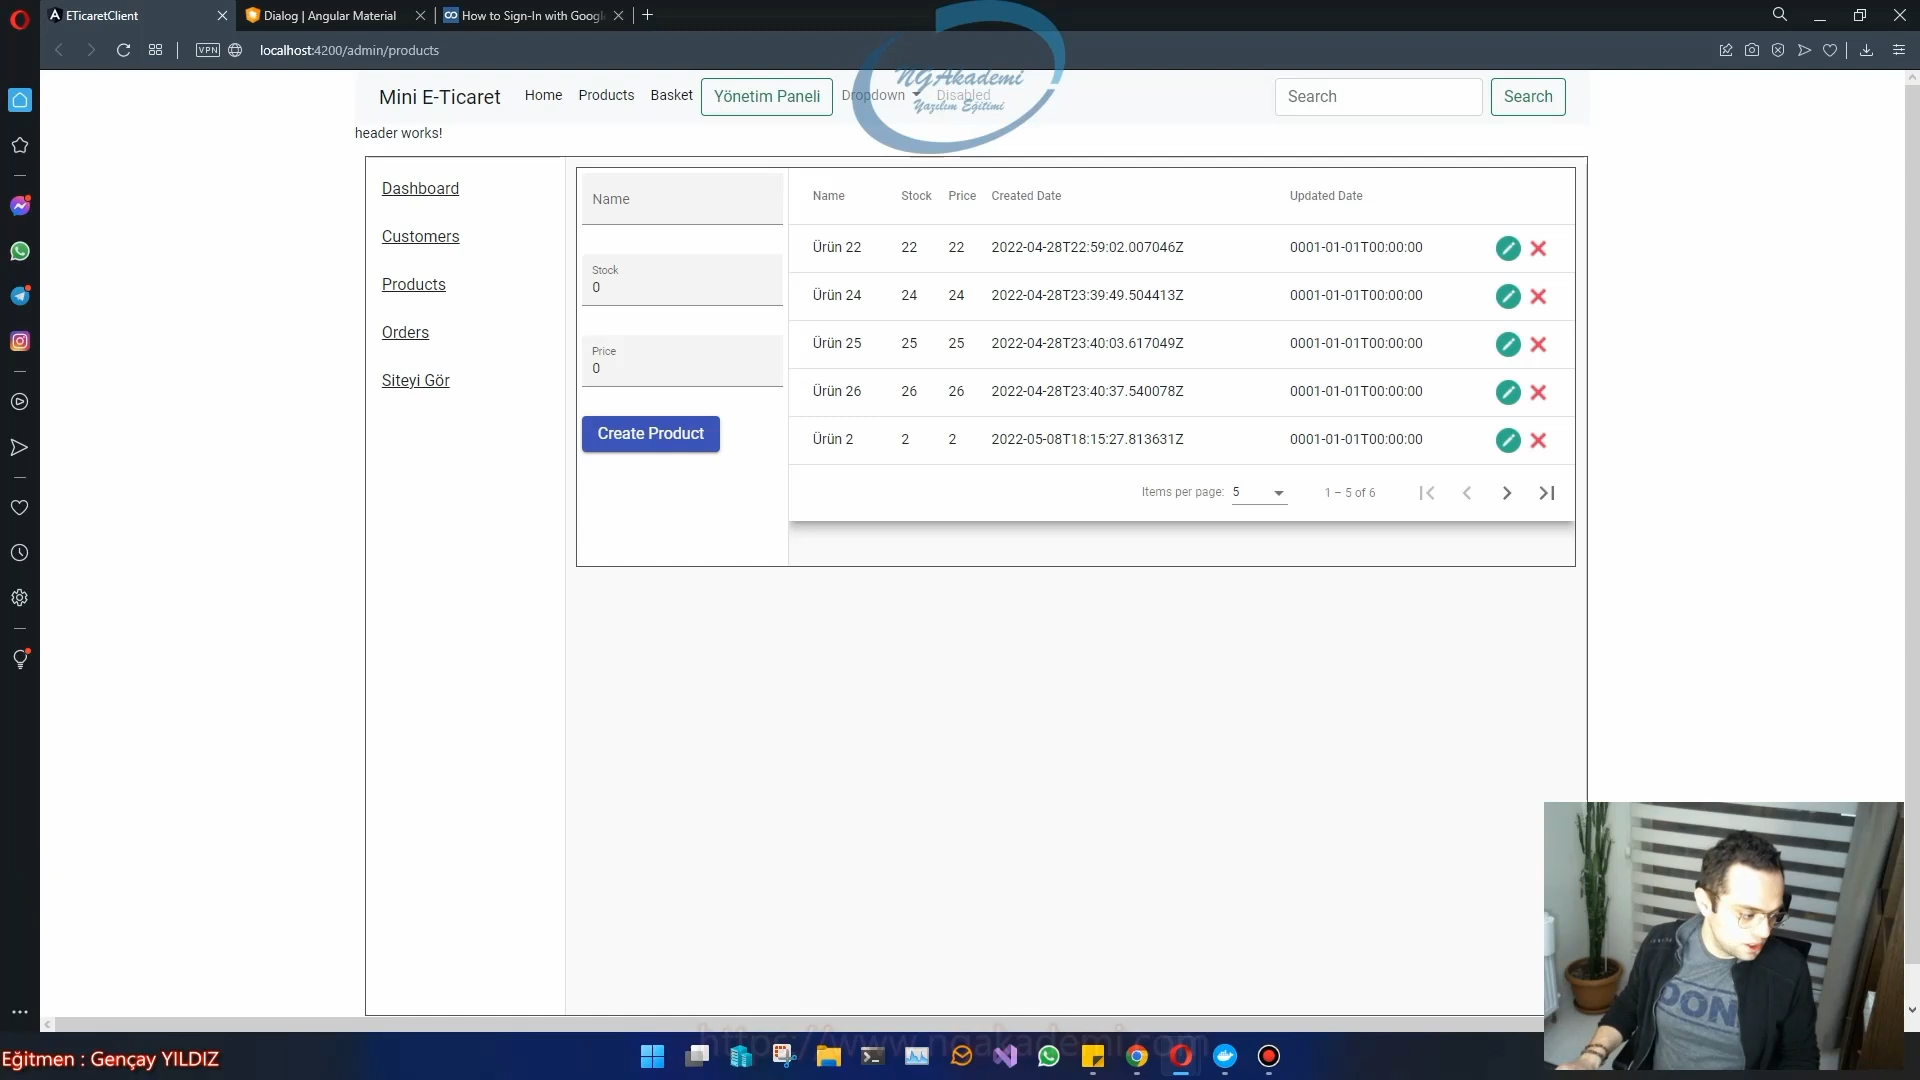 ETicaretClient
Dialog | Angular Material
How to Sign-In with Googl
VPN
localhost:4200/admin/products
Mini E-Ticaret
Home
Products
Basket
Yönetim Paneli
Dropdown
Disabled
Search
Search
NGAkademi
Yazılım Eğitimi
header works!
Dashboard
Customers
Products
Orders
Siteyi Gör
Name
Stock
0
Price
0
Create Product
Name Stock Price Created Date Updated Date
Ürün 22 22 22 2022-04-28T22:59:02.007046Z 0001-01-01T00:00:00
Ürün 24 24 24 2022-04-28T23:39:49.504413Z 0001-01-01T00:00:00
Ürün 25 25 25 2022-04-28T23:40:03.617049Z 0001-01-01T00:00:00
Ürün 26 26 26 2022-04-28T23:40:37.540078Z 0001-01-01T00:00:00
Ürün 2 2 2 2022-05-08T18:15:27.813631Z 0001-01-01T00:00:00
Items per page: 5 1 – 5 of 6
Eğitmen : Gençay YILDIZ
https://www.ngakademi.com